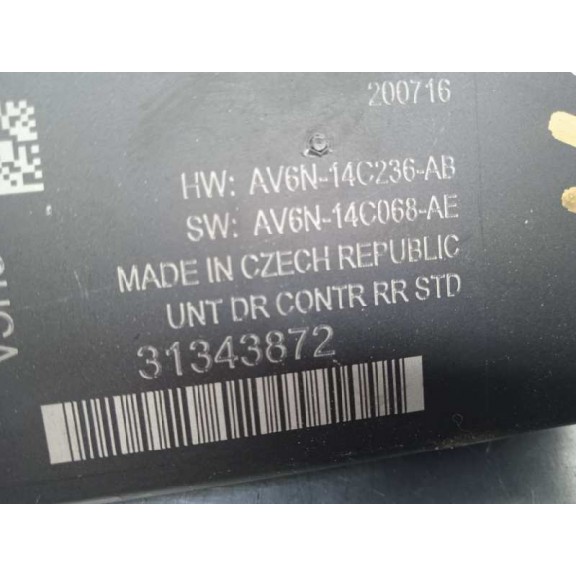 200716
HW: AV6N-14C236-AB
SW: AV6N-14C068-AE
MADE IN CZECH REPUBLIC
UNT DR CONTR RR STD
31343872